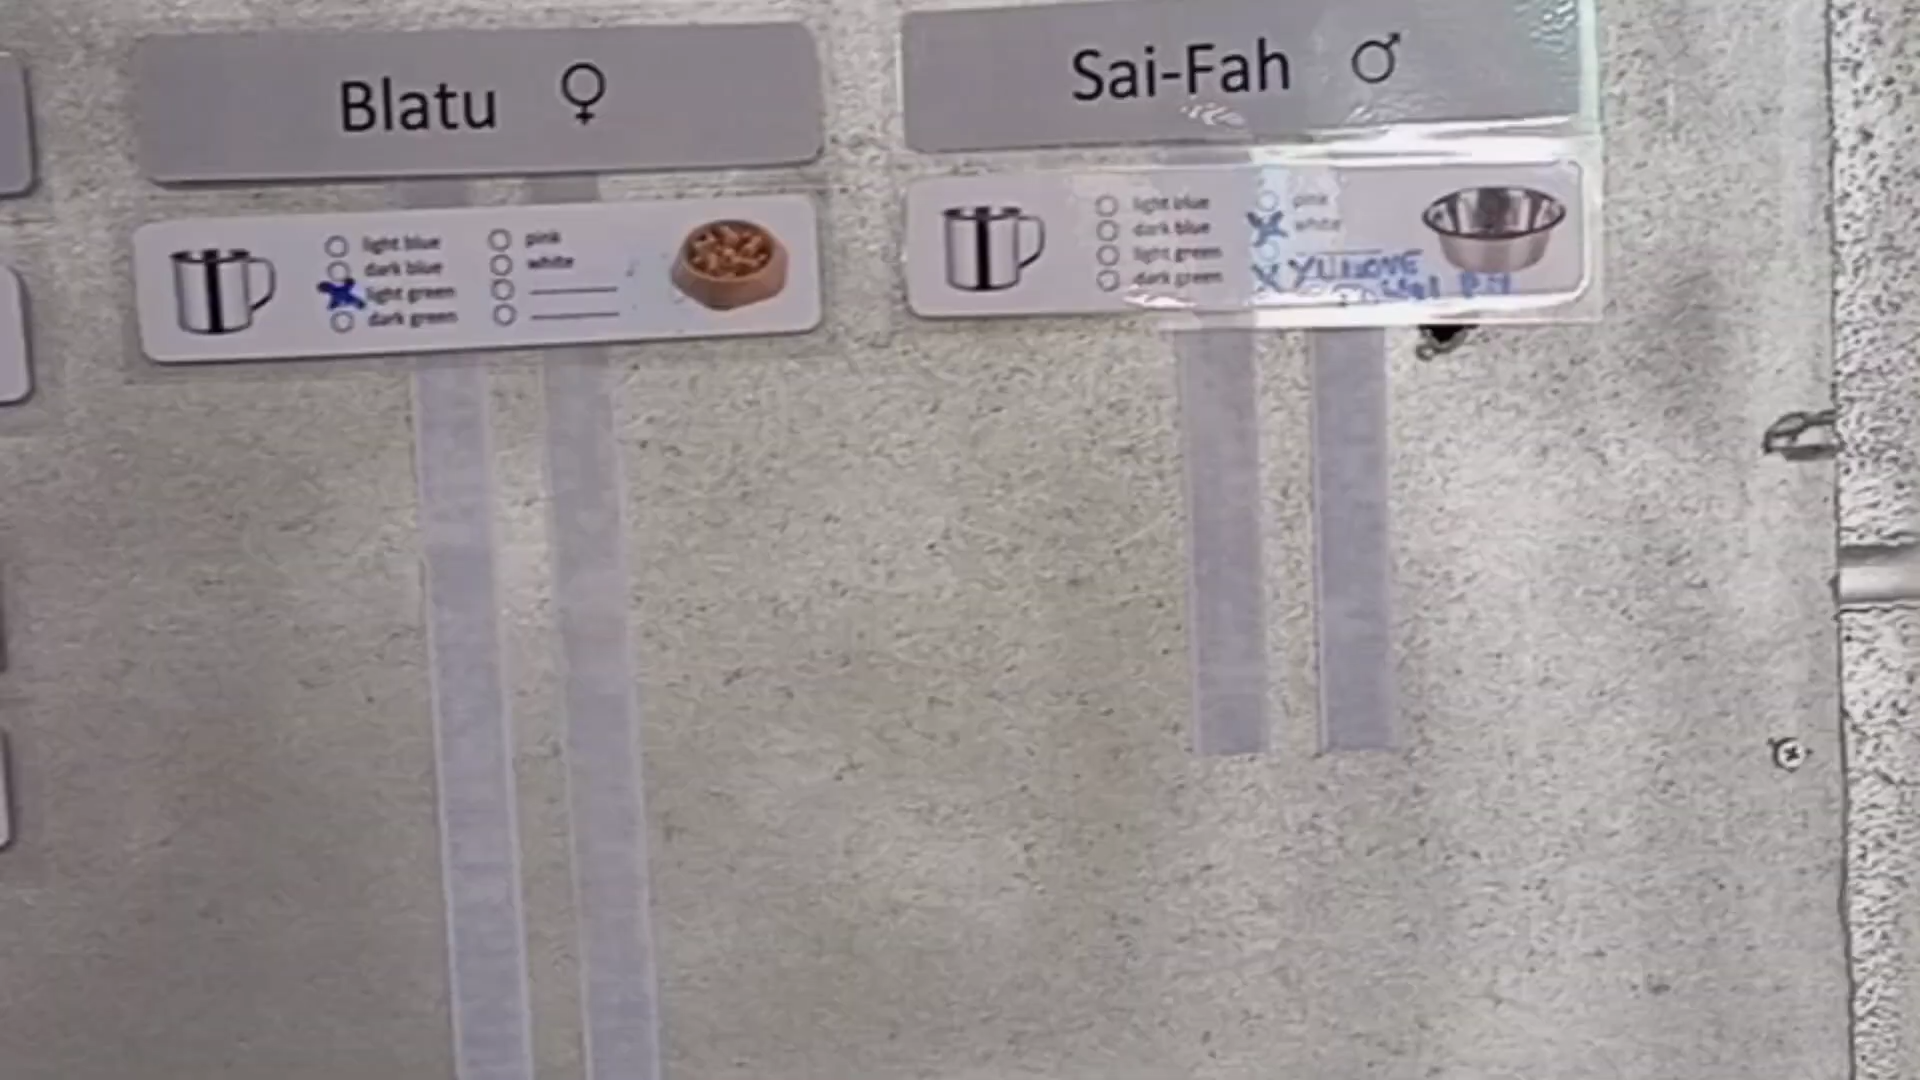 Blatu ♀
light blue
dark blue
light green
dark green
pink
white
Sai-Fah ♂
light blue
dark blue
light green
dark green
pink
white